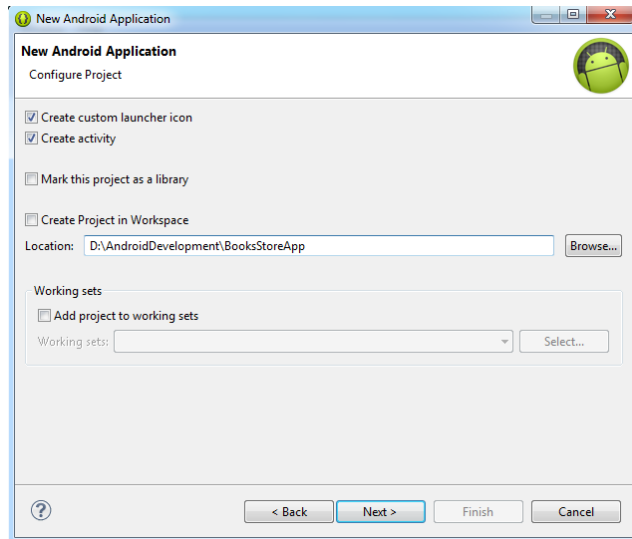 New Android Application
New Android Application
Configure Project
Create custom launcher icon
Create activity
Mark this project as a library
Create Project in Workspace
Location: D:\AndroidDevelopment\BooksStoreApp Browse...
Working sets
Add project to working sets
Working sets: Select...
? < Back Next > Finish Cancel